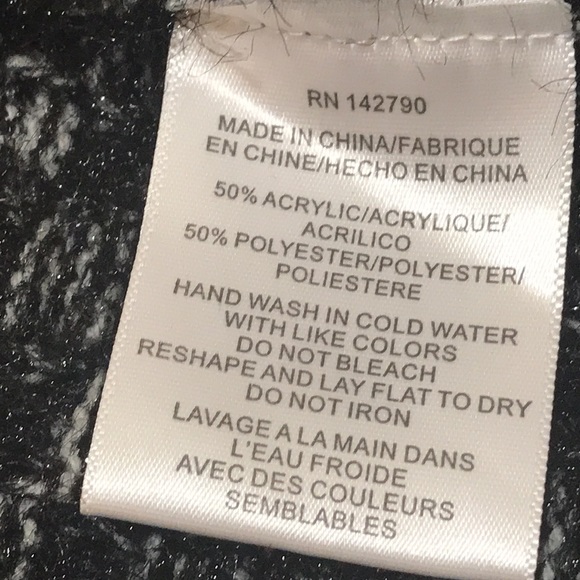 RN 142790
MADE IN CHINA/FABRIQUE
EN CHINE/HECHO EN CHINA
50% ACRYLIC/ACRYLIQUE/
ACRILICO
50% POLYESTER/POLYESTER/
POLIESTERE
HAND WASH IN COLD WATER
WITH LIKE COLORS
DO NOT BLEACH
RESHAPE AND LAY FLAT TO DRY
DO NOT IRON
LAVAGE A LA MAIN DANS
L'EAU FROIDE
AVEC DES COULEURS
SEMBLABLES